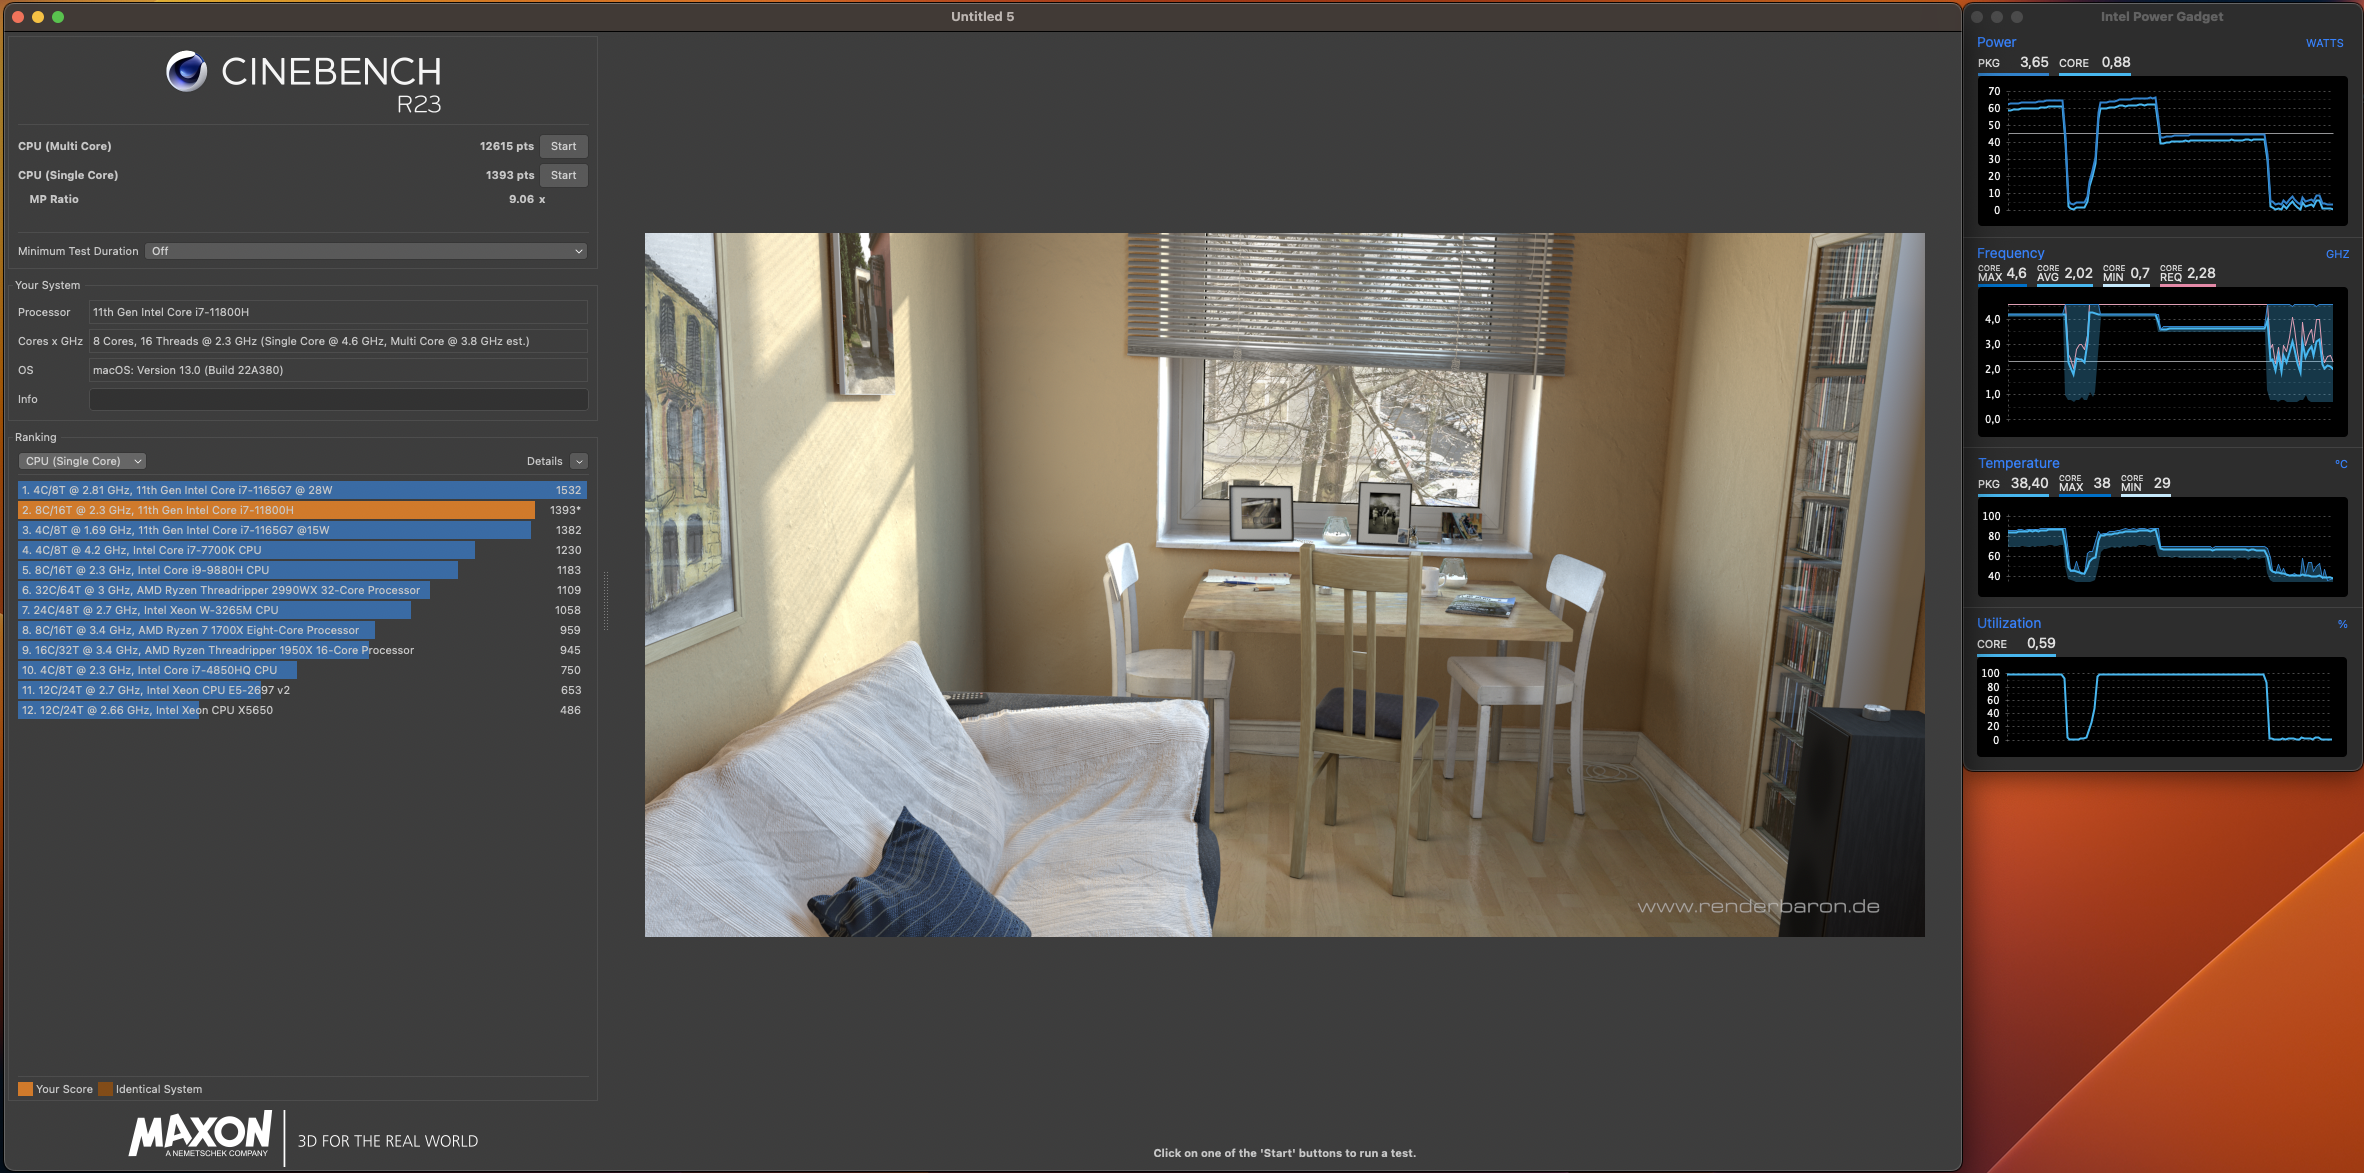 Untitled 5
CINEBENCH
R23
CPU (Multi Core) 12615 pts Start
CPU (Single Core) 1393 pts Start
MP Ratio 9.06 x
Minimum Test Duration Off
Your System
Processor 11th Gen Intel Core i7-11800H
Cores x GHz 8 Cores, 16 Threads @ 2.3 GHz (Single Core @ 4.6 GHz, Multi Core @ 3.8 GHz est.)
OS macOS: Version 13.0 (Build 22A380)
Info
Ranking
CPU (Single Core) Details
1. 4C/8T @ 2.81 GHz, 11th Gen Intel Core i7-1165G7 @ 28W 1532
2. 8C/16T @ 2.3 GHz, 11th Gen Intel Core i7-11800H 1393*
3. 4C/8T @ 1.69 GHz, 11th Gen Intel Core i7-1165G7 @15W 1382
4. 4C/8T @ 4.2 GHz, Intel Core i7-7700K CPU 1230
5. 8C/16T @ 2.3 GHz, Intel Core i9-9880H CPU 1183
6. 32C/64T @ 3 GHz, AMD Ryzen Threadripper 2990WX 32-Core Processor 1109
7. 24C/48T @ 2.7 GHz, Intel Xeon W-3265M CPU 1058
8. 8C/16T @ 3.4 GHz, AMD Ryzen 7 1700X Eight-Core Processor 959
9. 16C/32T @ 3.4 GHz, AMD Ryzen Threadripper 1950X 16-Core Processor 945
10. 4C/8T @ 2.3 GHz, Intel Core i7-4850HQ CPU 750
11. 12C/24T @ 2.7 GHz, Intel Xeon CPU E5-2697 v2 653
12. 12C/24T @ 2.66 GHz, Intel Xeon CPU X5650 486
Your Score Identical System
MAXON
A NEMETSCHEK COMPANY
3D FOR THE REAL WORLD
www.renderbaron.de
Click on one of the 'Start' buttons to run a test.
Intel Power Gadget
Power WATTS
PKG 3,65 CORE 0,88
70
60
50
40
30
20
10
0
Frequency GHZ
CORE MAX 4,6 CORE AVG 2,02 CORE MIN 0,7 CORE REQ 2,28
4,0
3,0
2,0
1,0
0,0
Temperature °C
PKG 38,40 CORE MAX 38 CORE MIN 29
100
80
60
40
Utilization %
CORE 0,59
100
80
60
40
20
0